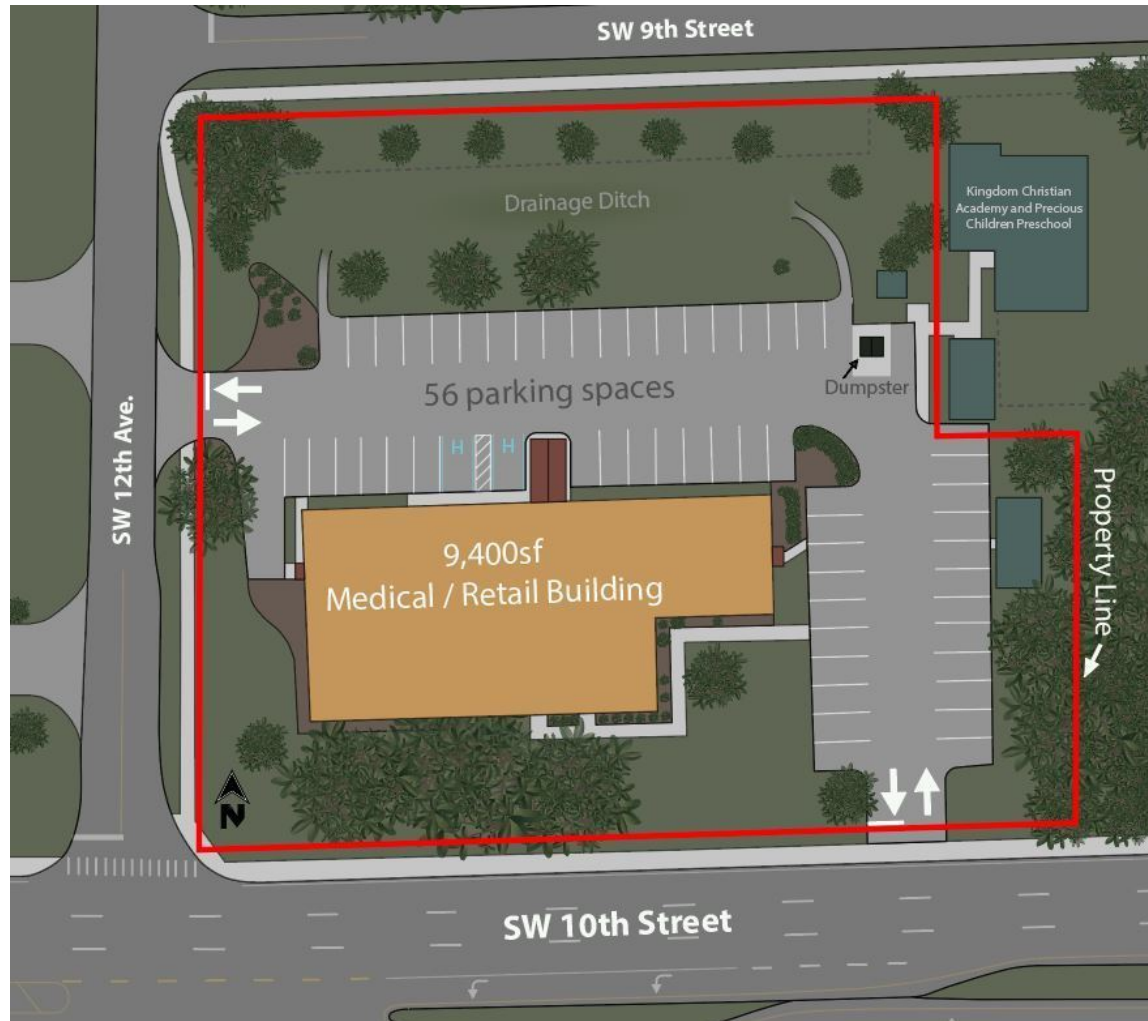 SW 9th Street
Kingdom Christian
Academy and Precious
Children Preschool
Drainage Ditch
56 parking spaces
Dumpster
H
H
SW 12th Ave.
Property Line
9,400sf
Medical / Retail Building
N
SW 10th Street